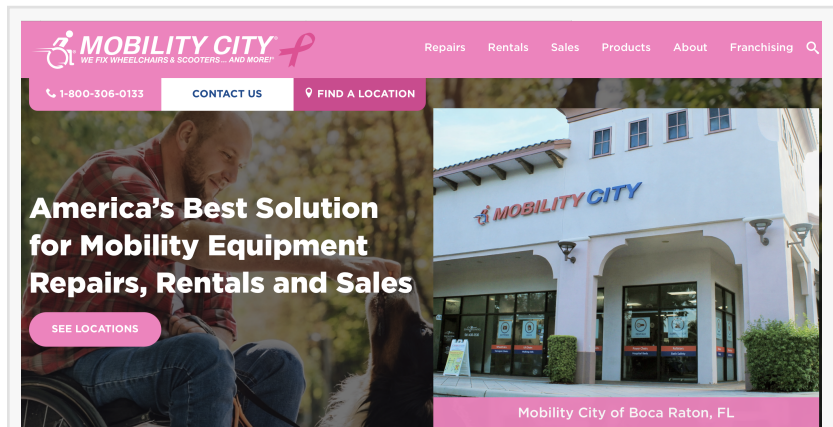 MOBILITY CITY®
WE FIX WHEELCHAIRS & SCOOTERS... AND MORE!®
Repairs Rentals Sales Products About Franchising
1-800-306-0133 CONTACT US FIND A LOCATION
America's Best Solution
for Mobility Equipment
Repairs, Rentals and Sales
SEE LOCATIONS
MOBILITY CITY
Mobility City of Boca Raton, FL